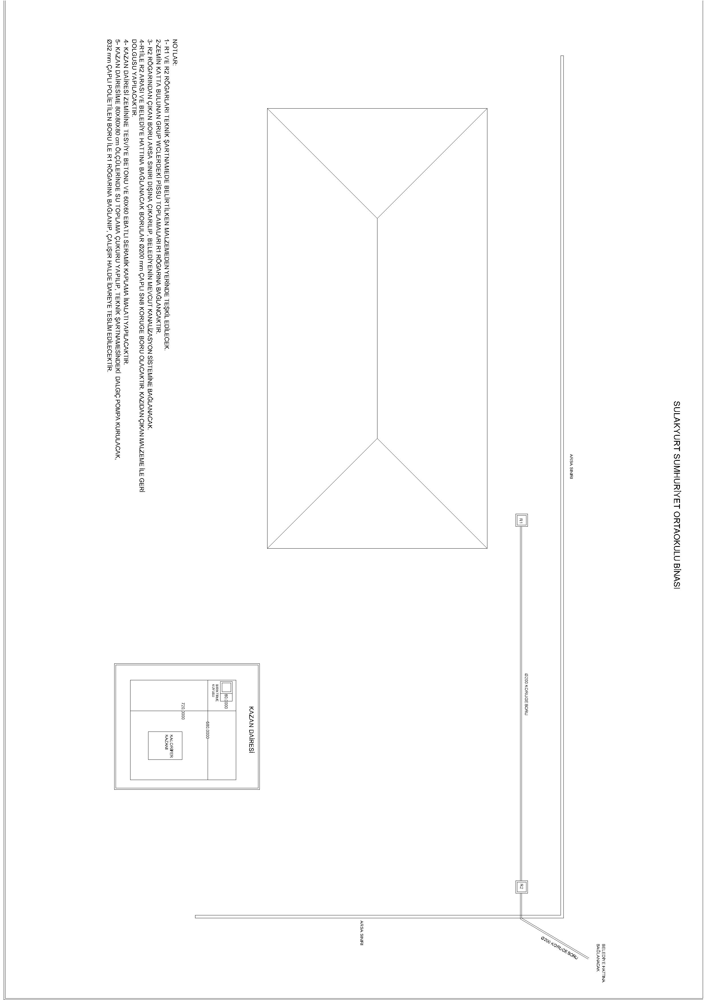 SULAKYURT SUMHURİYET ORTAOKULU BİNASI
ARSA SINIRI
R1
Ø200 KORUGE BORU
R2
BELEDİYE HATTINA
BAĞLANACAK
Ø200 KORUGE BORU
ARSA SINIRI
KAZAN DAİRESİ
80.0000
BİRİKTİRME
KUYUSU
680.0000
720.0000
KALORİFER
KAZANI
NOTLAR:
1- R1 VE R2 RÖGARLARI TEKNİK ŞARTNAMEDE BELİRTİLKEN MALZEMEDEN YERİNDE TEŞKİL EDİLECEK.
2-ZEMİN KATTA BULUNAN GRUP WCLERDEKİ PİSSU TOPLAMALARI R1 RÖGARINA BAĞLANCAKTIR.
3- R2 RÖGARINDAN ÇIKAN BORU ARSA SINIRI DIŞINA ÇIKARILIP, BELEDİYENİN MEVCUT KANALİZASYON SİSTEMİNE BAĞLANACAK.
4-R1İLE R2 ARASI VE BELEDİYE HATTINA BAĞLANACAK BORULAR Ø200 mm ÇAPLI SN8 KORUGE BORU OLACAKTIR. KAZIDAN ÇIKAN MALZEME İLE GERİ
DOLGUSU YAPILACAKTIR.
4- KAZAN DAİRESİ ZEMİNİNE TESVİYE BETONU VE 60X60 EBATLI SERAMİK KAPLAMA İMALATI YAPILACAKTIR.
5- KAZAN DAİRESİME 80X80X80 cm ÖLÇÜLERİNDE SU TOPLAMA ÇUKURU YAPILIP, TEKNİK ŞARTNAMESİNDEKİ DALGIÇ POMPA KURULACAK,
Ø32 mm ÇAPLI POLİETİLEN BORU İLE R1 RÖGARINA BAĞLANIP, ÇALIŞIR HALDE İDAREYE TESLİM EDİLECEKTİR.